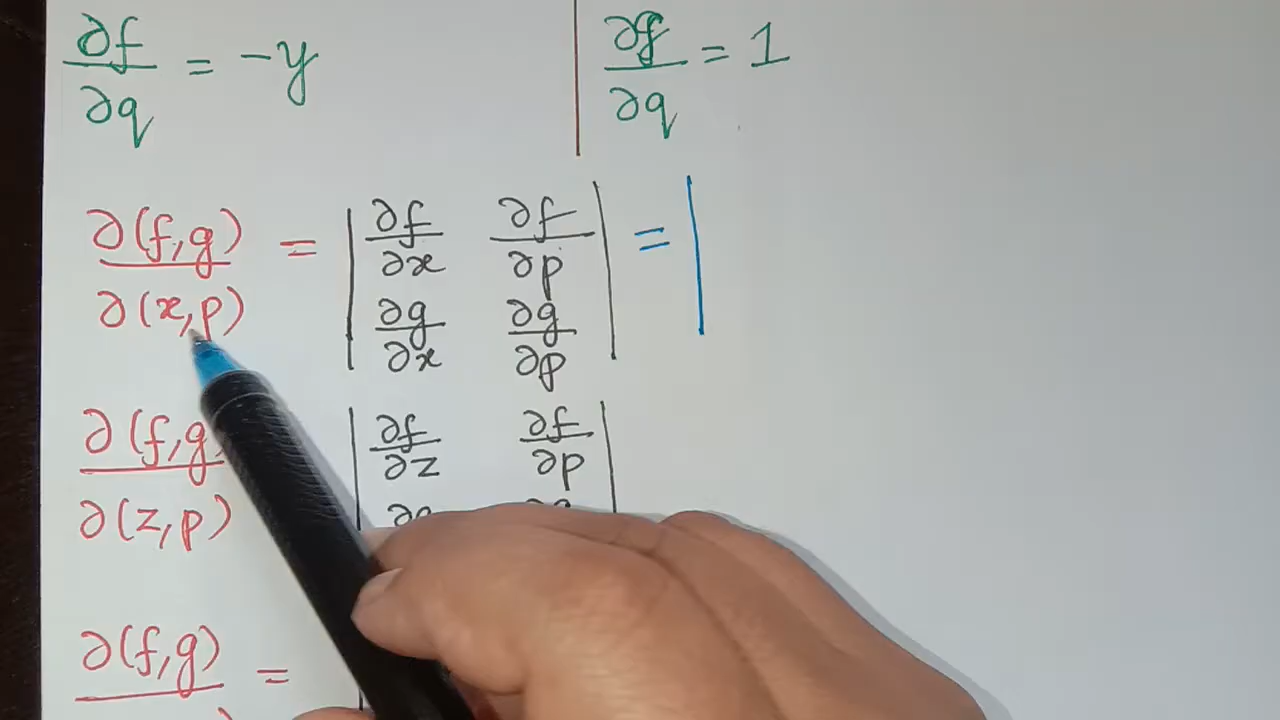 ∂f/∂q = -y
∂g/∂q = 1
∂(f,g)/∂(x,p) = | ∂f/∂x ∂f/∂p | = |
| ∂g/∂x ∂g/∂p |
∂(f,g)/∂(z,p) | ∂f/∂z ∂f/∂p |
∂(f,g) =